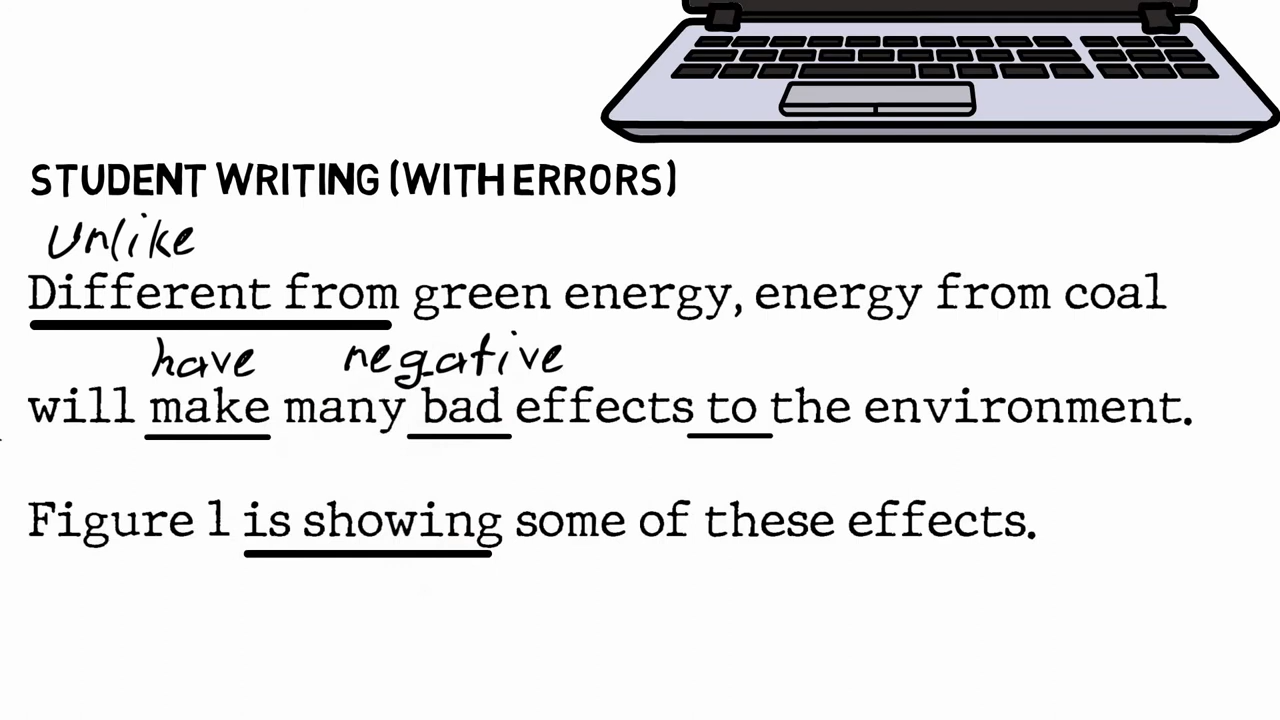 STUDENT WRITING (WITH ERRORS)
Unlike
Different from green energy, energy from coal
have negative
will make many bad effects to the environment.
Figure 1 is showing some of these effects.